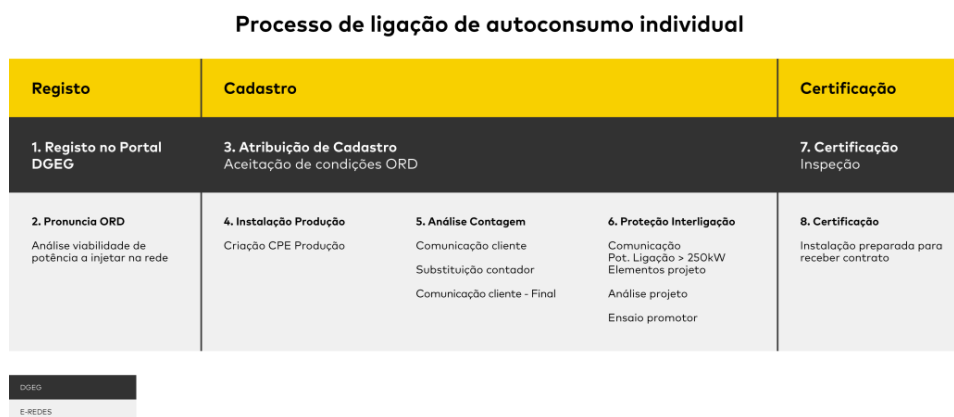 Processo de ligação de autoconsumo individual
Registo
Cadastro
Certificação
1. Registo no Portal
DGEG
3. Atribuição de Cadastro
Aceitação de condições ORD
7. Certificação
Inspeção
2. Pronuncia ORD
Análise viabilidade de
potência a injetar na rede
4. Instalação Produção
Criação CPE Produção
5. Análise Contagem
Comunicação cliente
Substituição contador
Comunicação cliente - Final
6. Proteção Interligação
Comunicação
Pot. Ligação > 250kW
Elementos projeto
Análise projeto
Ensaio promotor
8. Certificação
Instalação preparada para
receber contrato
DGEG
E-REDES